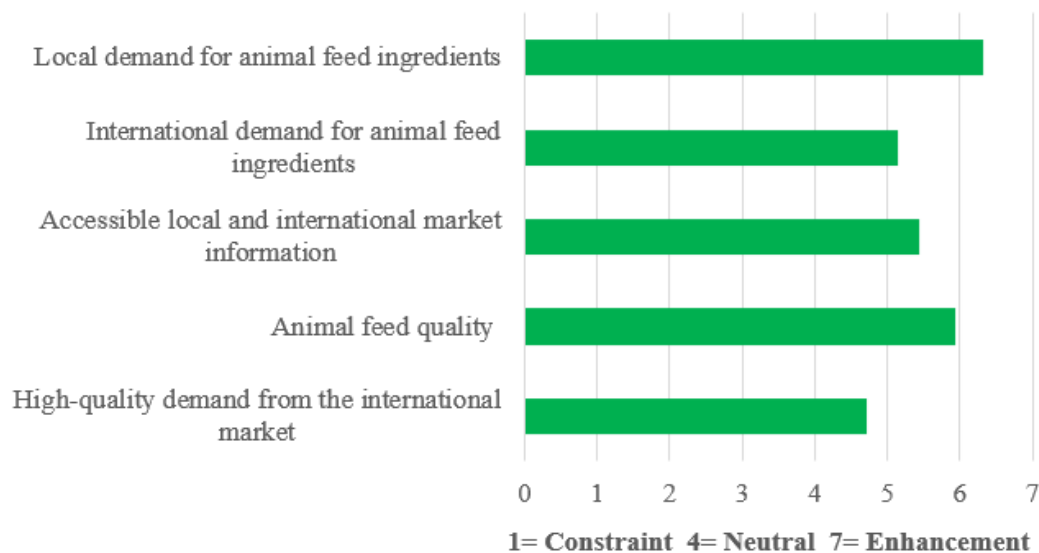 Local demand for animal feed ingredients
International demand for animal feed
ingredients
Accessible local and international market
information
Animal feed quality
High-quality demand from the international
market
0 1 2 3 4 5 6 7
1= Constraint 4= Neutral 7= Enhancement